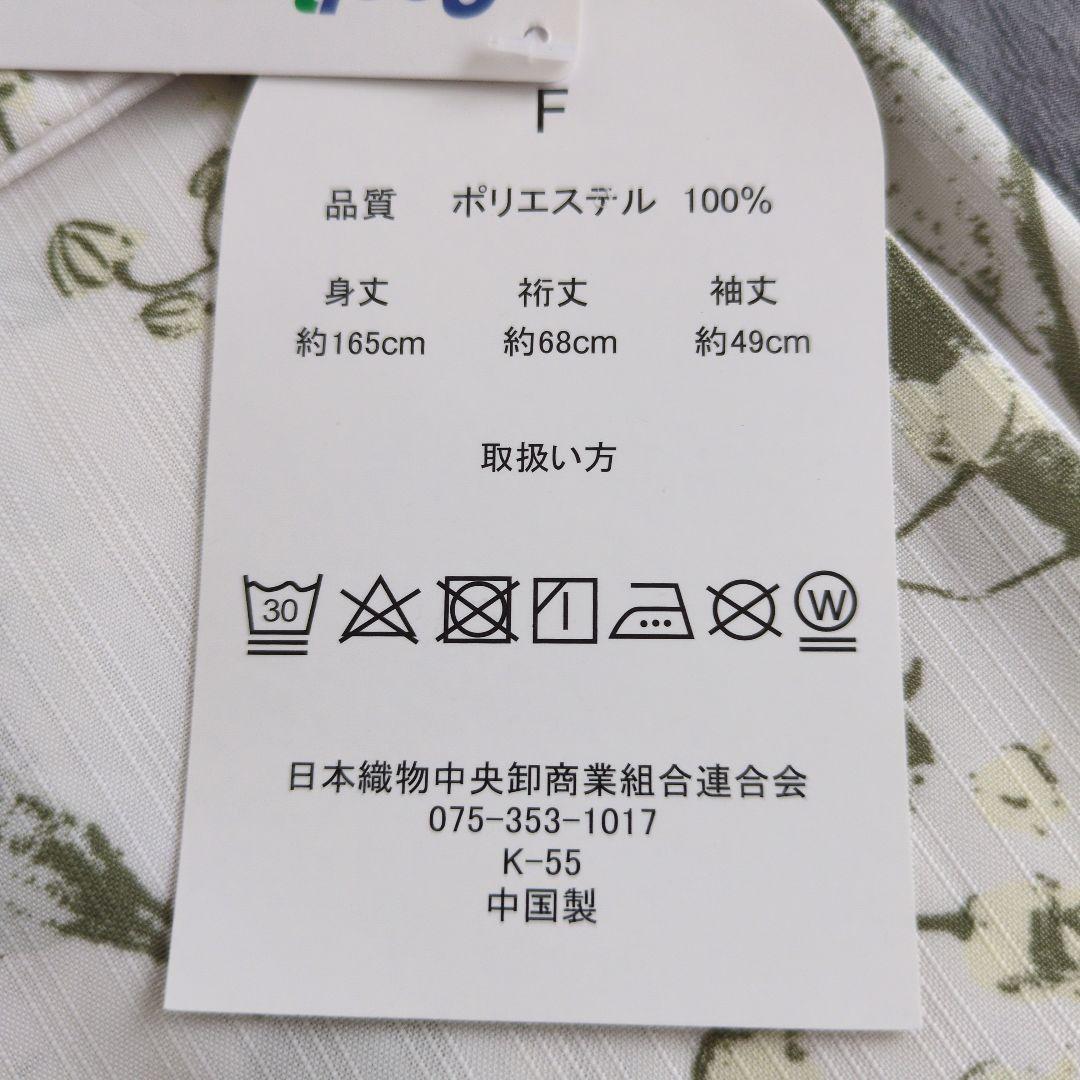 F
品質 ポリエステル 100%
身丈 裄丈 袖丈
約165cm 約68cm 約49cm
取扱い方
30 W
日本織物中央卸商業組合連合会
075-353-1017
K-55
中国製